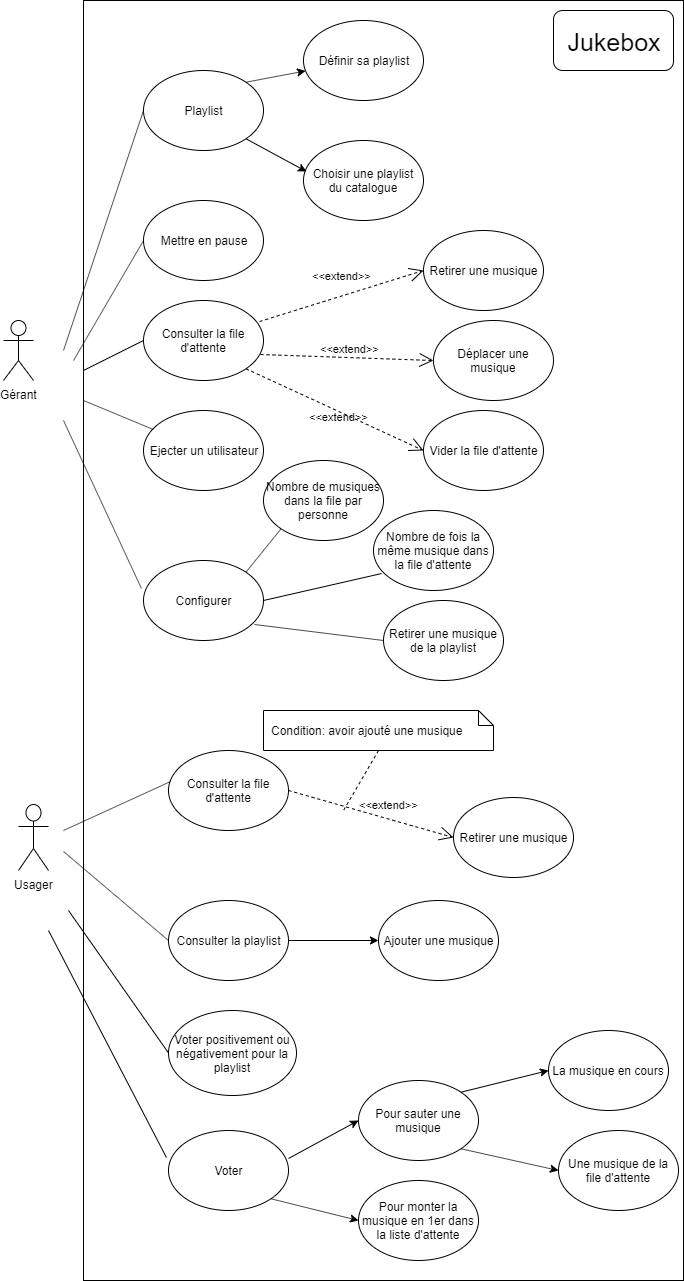 Jukebox
Définir sa playlist
Playlist
Choisir une playlist
du catalogue
Mettre en pause
<<extend>>
Retirer une musique
Consulter la file
d'attente
<<extend>>
Déplacer une
musique
Gérant
<<extend>>
Ejecter un utilisateur
Vider la file d'attente
Nombre de musiques
dans la file par
personne
Nombre de fois la
même musique dans
la file d'attente
Configurer
Retirer une musique
de la playlist
Condition: avoir ajouté une musique
Consulter la file
d'attente
<<extend>>
Retirer une musique
Usager
Consulter la playlist
Ajouter une musique
Voter positivement ou
négativement pour la
playlist
La musique en cours
Pour sauter une
musique
Voter
Une musique de la
file d'attente
Pour monter la
musique en 1er dans
la liste d'attente